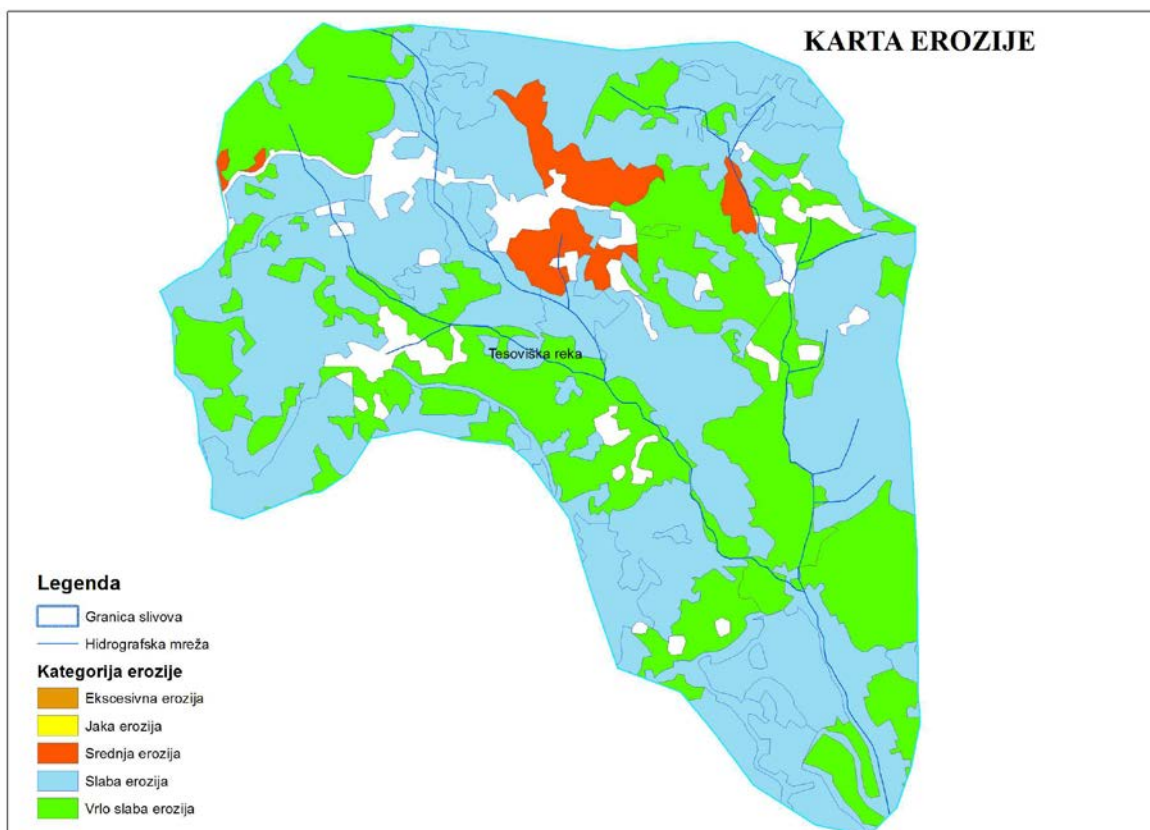 KARTA EROZIJE
Tesoviška reka
Legenda
Granica slivova
Hidrografska mreža
Kategorija erozije
Ekscesivna erozija
Jaka erozija
Srednja erozija
Slaba erozija
Vrlo slaba erozija